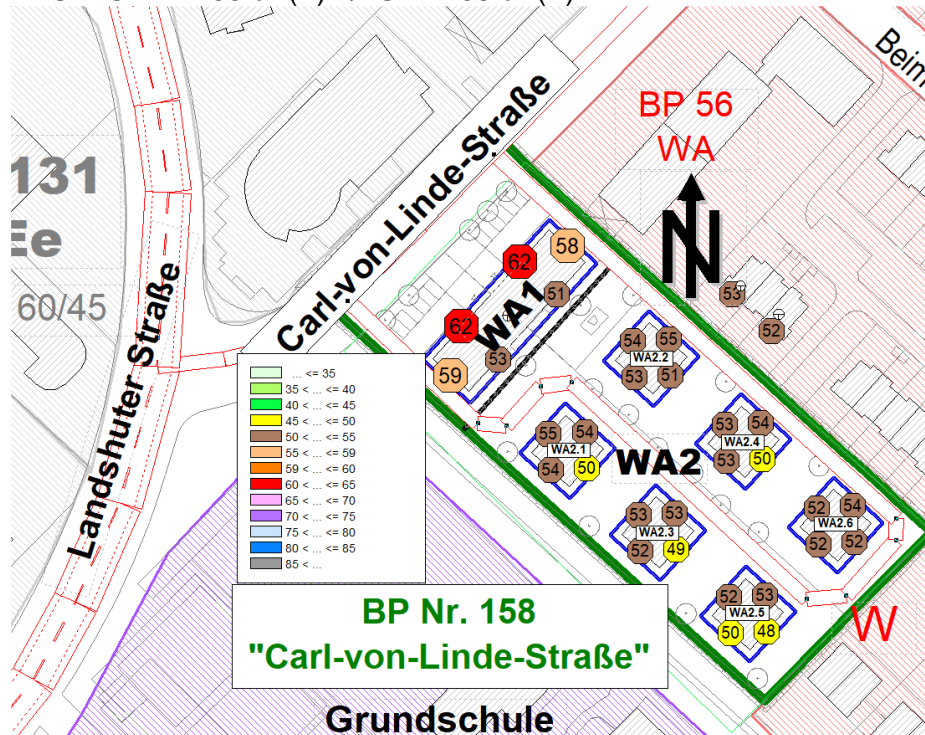 Beim
BP 56
WA
131
Ee
60/45
Carl-von-Linde-Straße
Landshuter Straße
N
58
62
51
WA1
62
53
59
53
52
54
55
WA2.2
53
51
55
54
WA2.1
54
50
WA2
53
54
WA2.4
53
50
53
53
WA2.3
52
49
52
54
WA2.6
52
52
52
53
WA2.5
50
48
W
... <= 35
35 < ... <= 40
40 < ... <= 45
45 < ... <= 50
50 < ... <= 55
55 < ... <= 59
59 < ... <= 60
60 < ... <= 65
65 < ... <= 70
70 < ... <= 75
75 < ... <= 80
80 < ... <= 85
85 < ...
BP Nr. 158
"Carl-von-Linde-Straße"
Grundschule